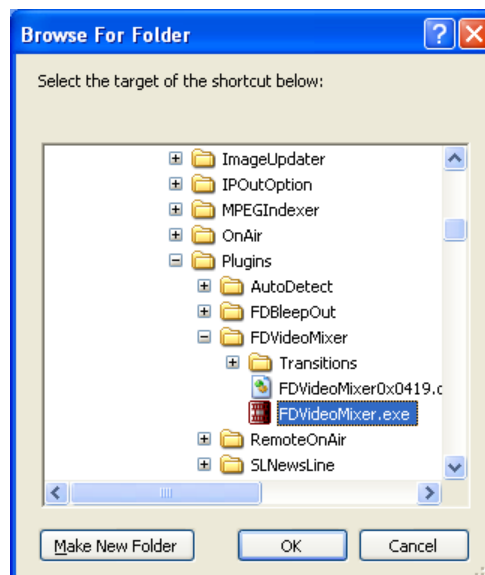 Browse For Folder
Select the target of the shortcut below:
ImageUpdater
IPOutOption
MPEGIndexer
OnAir
Plugins
AutoDetect
FDBleepOut
FDVideoMixer
Transitions
FDVideoMixer0x0419.d
FDVideoMixer.exe
RemoteOnAir
SLNewsLine
Make New Folder
OK
Cancel